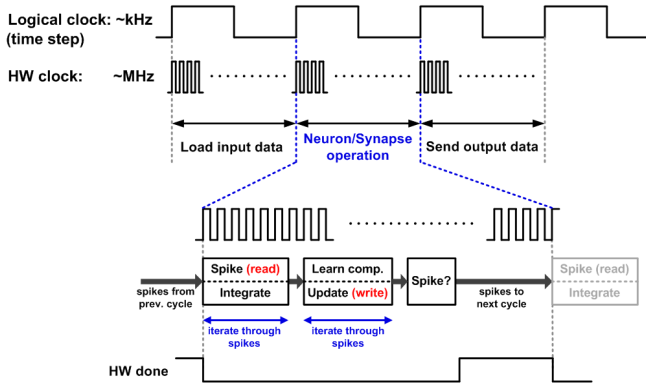 Logical clock: ~kHz
(time step)
HW clock: ~MHz
Load input data
Neuron/Synapse
operation
Send output data
spikes from
prev. cycle
Spike (read)
Integrate
Learn comp.
Update (write)
Spike?
spikes to
next cycle
Spike (read)
Integrate
iterate through
spikes
iterate through
spikes
HW done